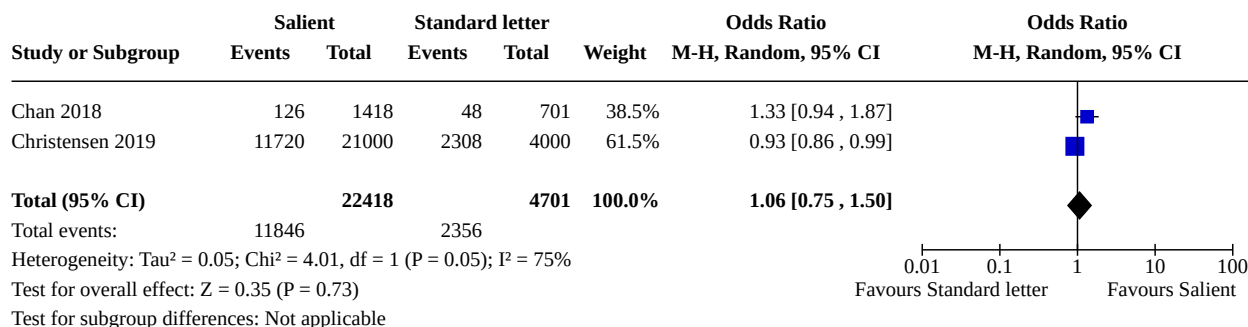 Salient Standard letter Odds Ratio Odds Ratio
Study or Subgroup Events Total Events Total Weight M-H, Random, 95% CI M-H, Random, 95% CI
Chan 2018 126 1418 48 701 38.5% 1.33 [0.94 , 1.87]
Christensen 2019 11720 21000 2308 4000 61.5% 0.93 [0.86 , 0.99]
Total (95% CI) 22418 4701 100.0% 1.06 [0.75 , 1.50]
Total events: 11846 2356
Heterogeneity: Tau² = 0.05; Chi² = 4.01, df = 1 (P = 0.05); I² = 75%
0.01 0.1 1 10 100
Test for overall effect: Z = 0.35 (P = 0.73)
Favours Standard letter Favours Salient
Test for subgroup differences: Not applicable